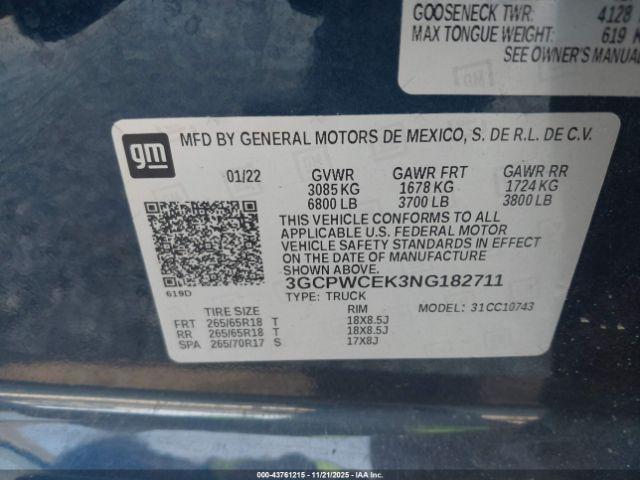 GOOSENECK TWR: 4128
MAX TONGUE WEIGHT: 619 K
SEE OWNER'S MANUAL
gm
MFD BY GENERAL MOTORS DE MEXICO, S. DE R.L. DE C.V.
01/22 GVWR GAWR FRT GAWR RR
3085 KG 1678 KG 1724 KG
6800 LB 3700 LB 3800 LB
THIS VEHICLE CONFORMS TO ALL
APPLICABLE U.S. FEDERAL MOTOR
VEHICLE SAFETY STANDARDS IN EFFECT
ON THE DATE OF MANUFACTURE
SHOWN ABOVE.
3GCPWCEK3NG182711
619D
TYPE: TRUCK MODEL: 31CC10743
TIRE SIZE RIM
FRT 265/65R18 T 18X8.5J
RR 265/65R18 T 18X8.5J
SPA 265/70R17 S 17X8J
000-43761215 - 11/21/2025 - IAAI.COM